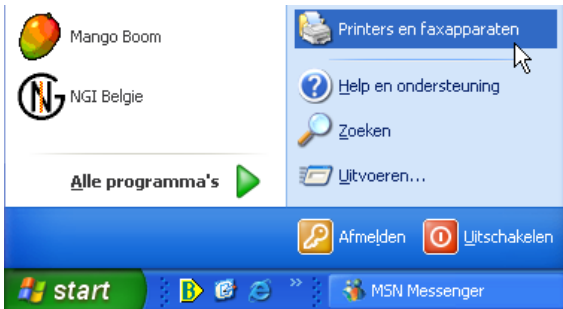 Mango Boom
NGI Belgie
Alle programma's
Printers en faxapparaten
Help en ondersteuning
Zoeken
Uitvoeren...
Afmelden
Uitschakelen
start
B
»
MSN Messenger